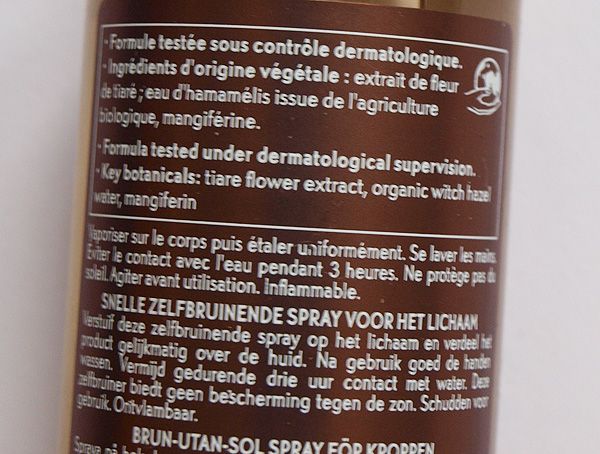 · Formule testée sous contrôle dermatologique.
· Ingrédients d'origine végétale : extrait de fleur
de tiaré ; eau d'hamamélis issue de l'agriculture
biologique, mangiférine.
· Formula tested under dermatological supervision.
· Key botanicals: tiare flower extract, organic witch hazel
water, mangiferin
Vaporiser sur le corps puis étaler uniformément. Se laver les mains.
Eviter le contact avec l'eau pendant 3 heures. Ne protège pas du
soleil. Agiter avant utilisation. Inflammable.
SNELLE ZELFBRUINENDE SPRAY VOOR HET LICHAAM
Verstuif deze zelfbruinende spray op het lichaam en verdeel het
product gelijkmatig over de huid. Na gebruik goed de handen
wassen. Vermijd gedurende drie uur contact met water. Deze
zelfbruiner biedt geen bescherming tegen de zon. Schudden voor
gebruik. Ontvlambaar.
BRUN-UTAN-SOL SPRAY FÖR KROPPEN
Spraya på